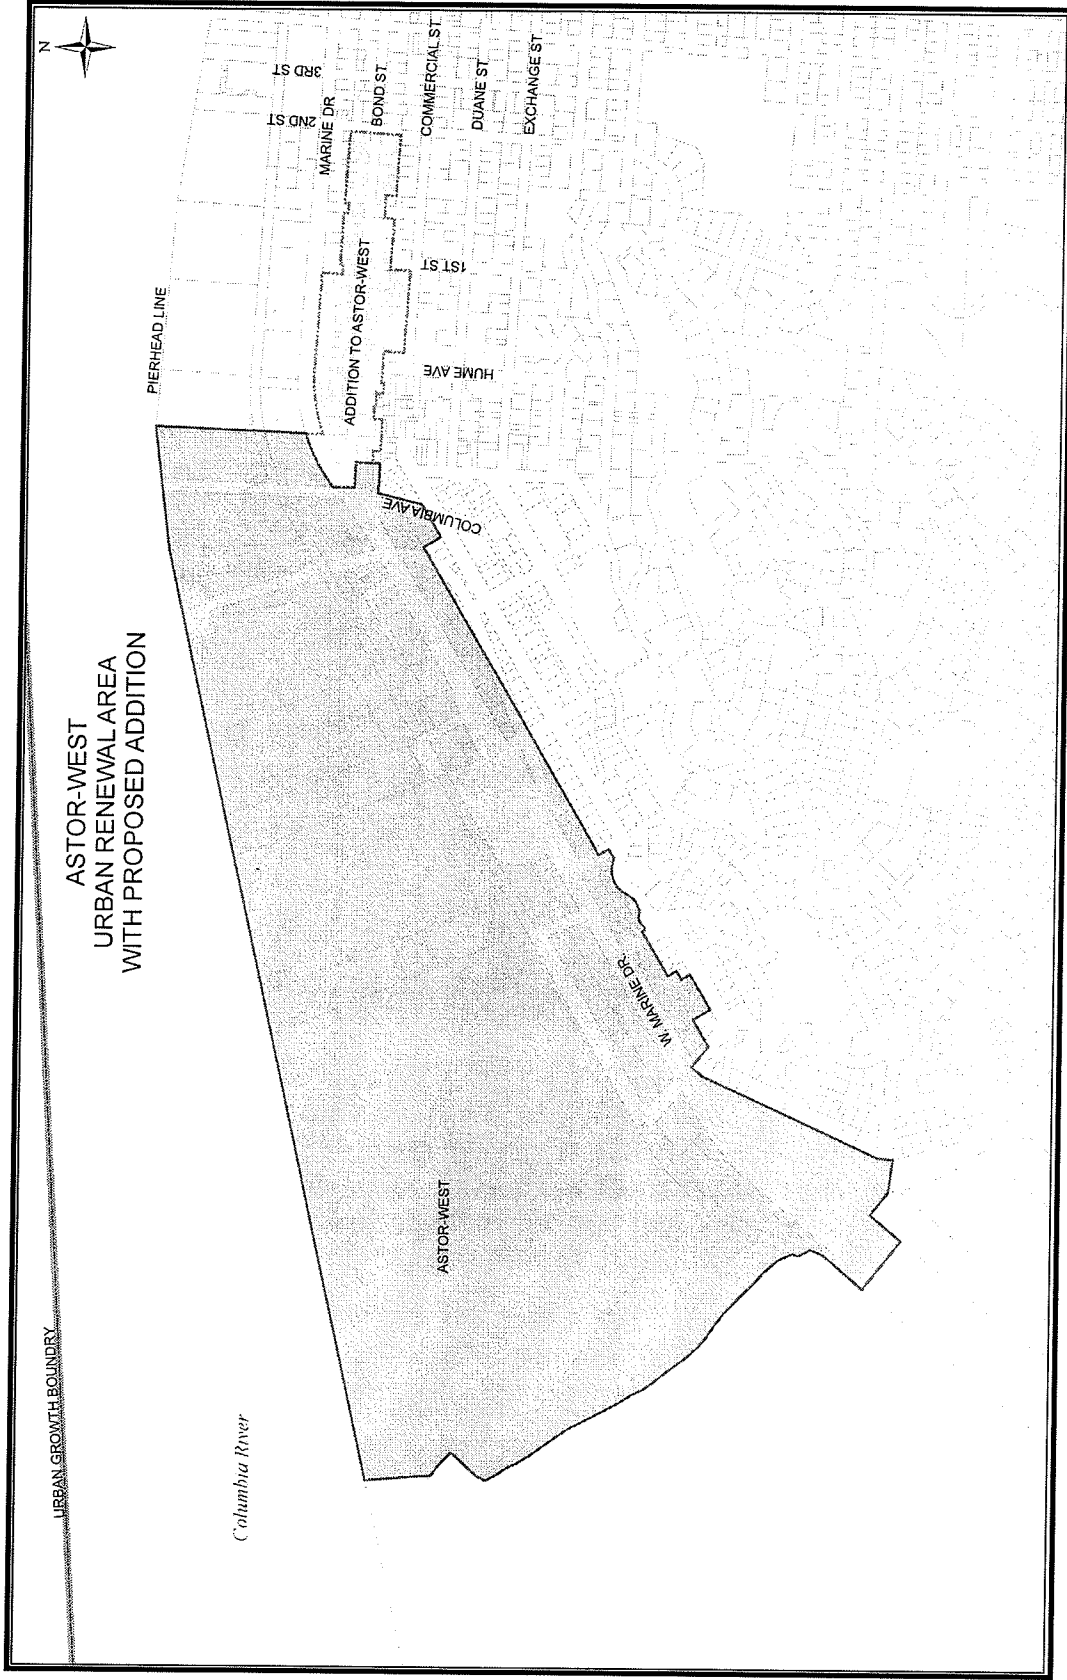 ASTOR-WEST
URBAN RENEWAL AREA
WITH PROPOSED ADDITION
N
URBAN GROWTH BOUNDRY
Columbia River
PIERHEAD LINE
3RD ST
2ND ST
MARINE DR
BOND ST
COMMERCIAL ST
DUANE ST
EXCHANGE ST
ADDITION TO ASTOR-WEST
1ST ST
HUME AVE
COLUMBIA AVE.
W. MARINE DR.
ASTOR-WEST